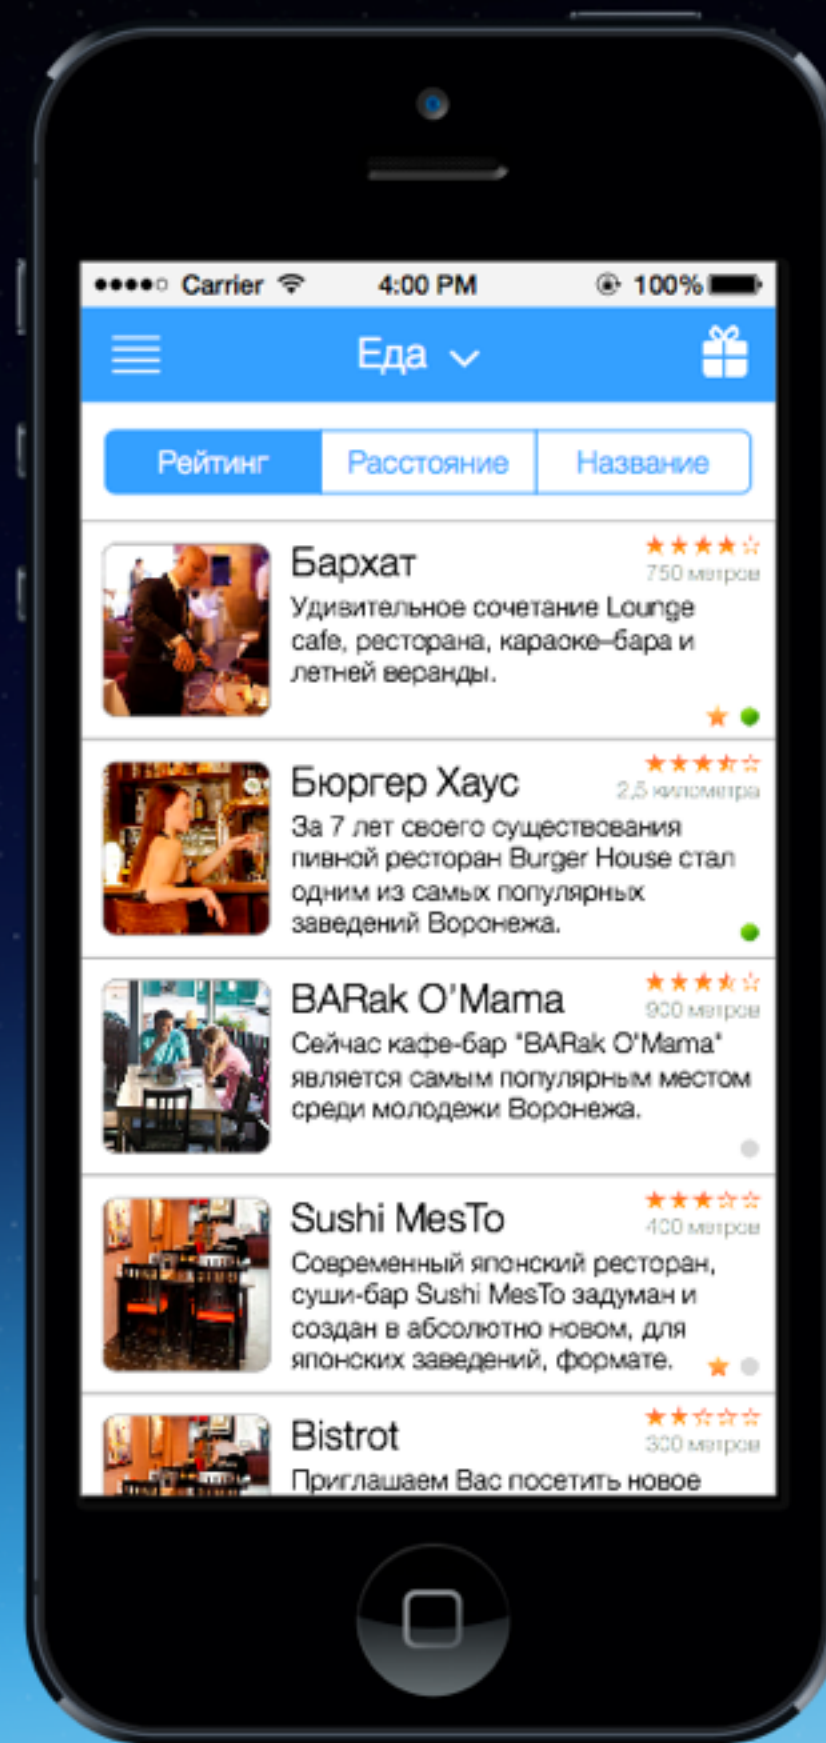 Carrier 4:00 PM 100%
Еда
Рейтинг Расстояние Название
Бархат
750 метров
Удивительное сочетание Lounge
cafe, ресторана, караоке-бара и
летней веранды.
Бюргер Хаус
2,5 километра
За 7 лет своего существования
пивной ресторан Burger House стал
одним из самых популярных
заведений Воронежа.
BARak O'Mama
900 метров
Сейчас кафе-бар "BARak O'Mama"
является самым популярным местом
среди молодежи Воронежа.
Sushi MesTo
400 метров
Современный японский ресторан,
суши-бар Sushi MesTo задуман и
создан в абсолютно новом, для
японских заведений, формате.
Bistrot
300 метров
Приглашаем Вас посетить новое